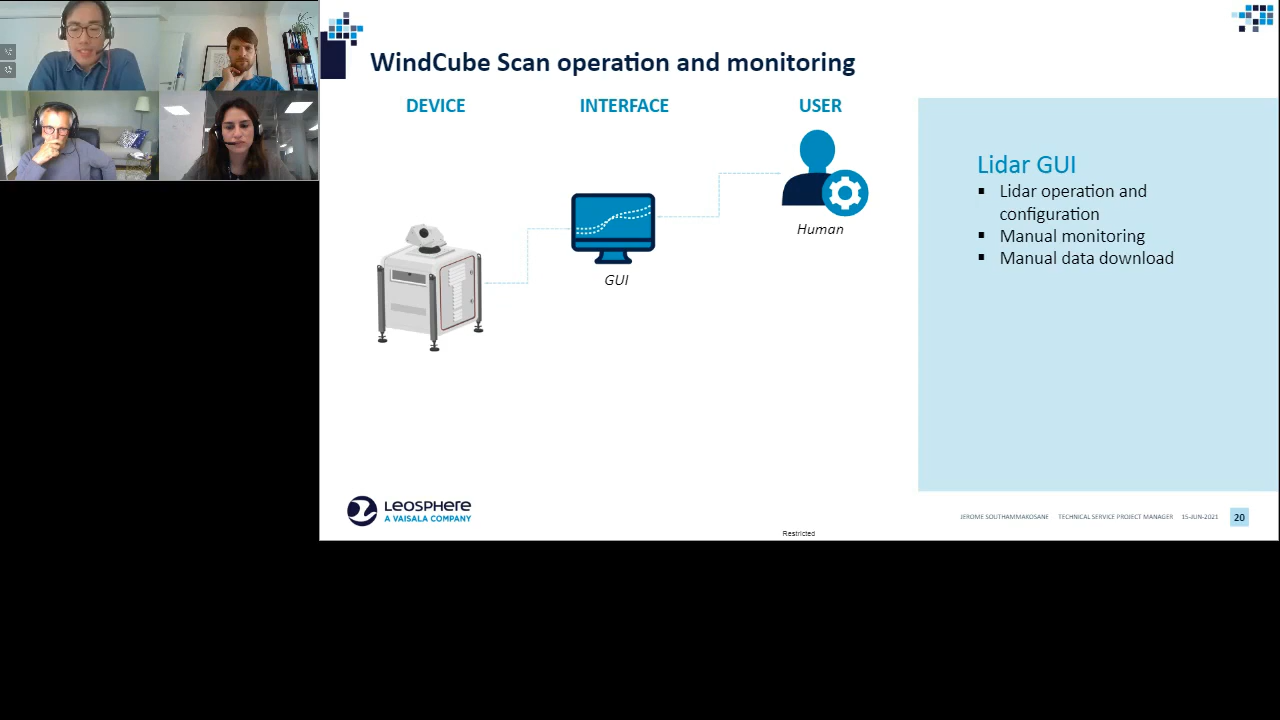 WindCube Scan operation and monitoring
DEVICE
INTERFACE
USER
Human
GUI
Lidar GUI
▪ Lidar operation and
configuration
▪ Manual monitoring
▪ Manual data download
LEOSPHERE
A VAISALA COMPANY
JEROME SOUTHAMMAKOSANE TECHNICAL SERVICE PROJECT MANAGER 15-JUN-2021 20
Restricted